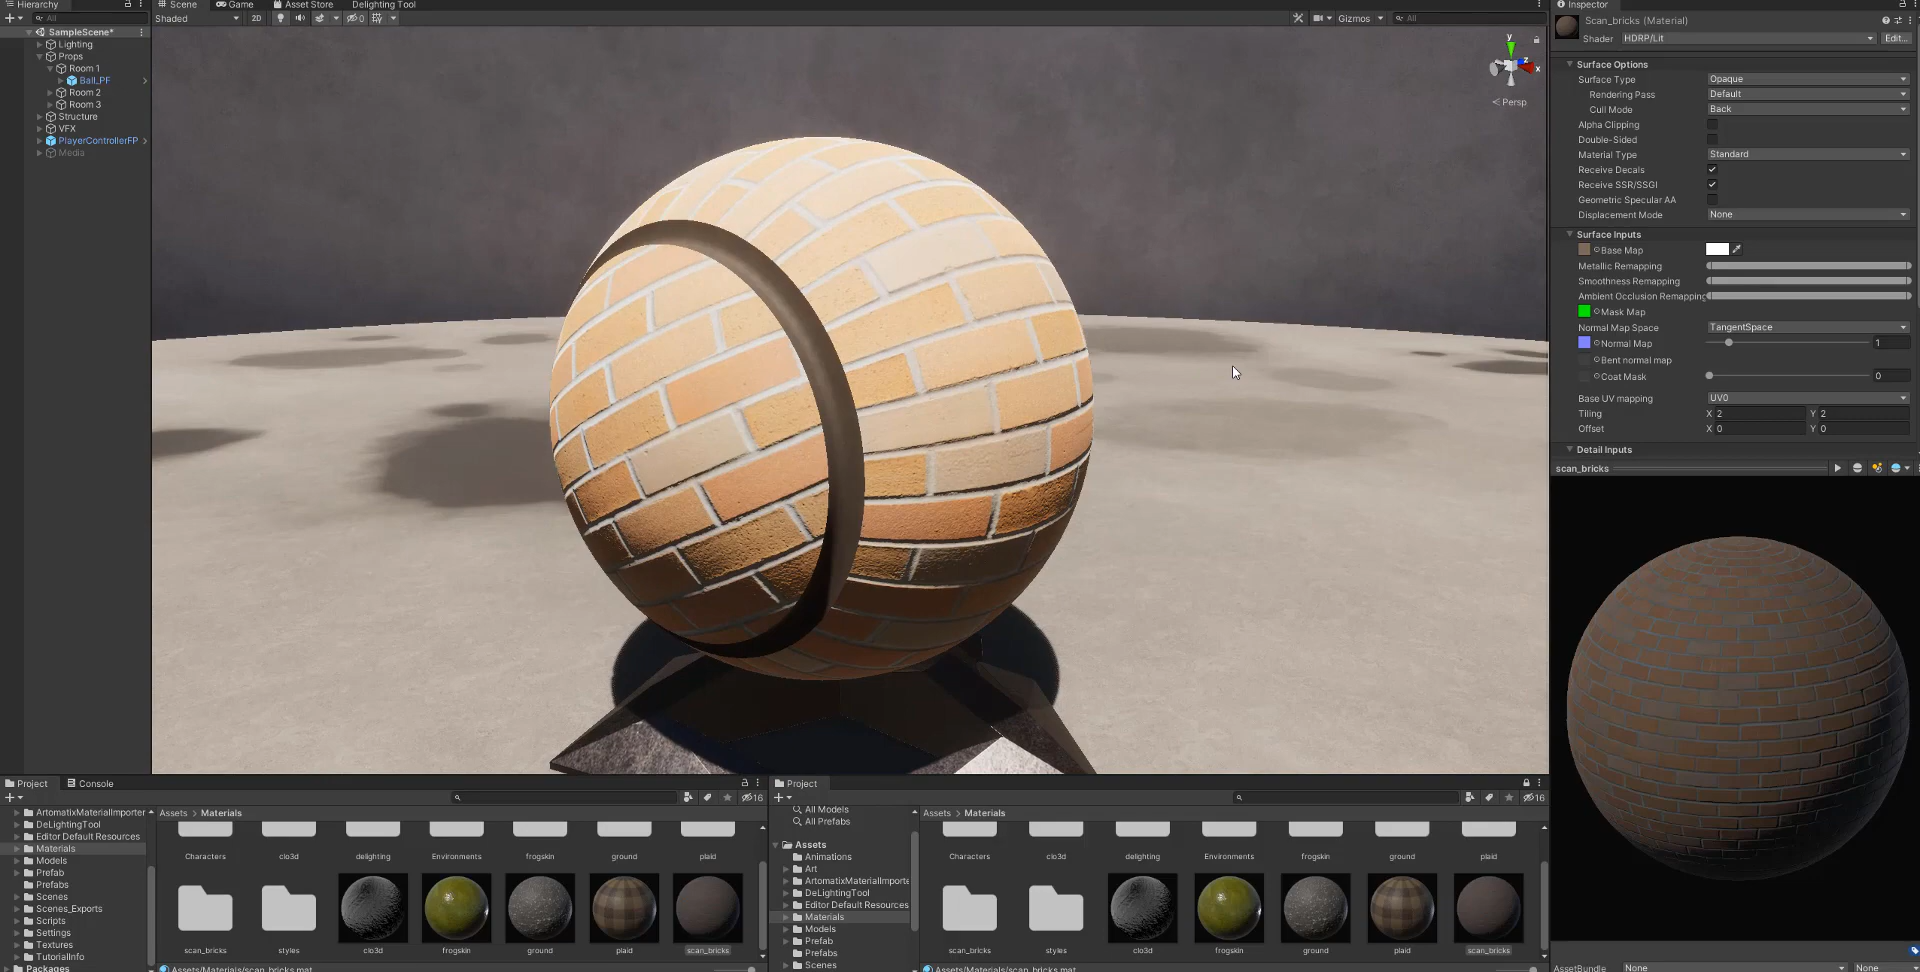 Hierarchy
All
SampleScene*
Lighting
Props
Room 1
Ball_PF
Room 2
Room 3
Structure
VFX
PlayerControllerFP
Media
Scene Game Asset Store Delighting Tool
Shaded 2D 0 Gizmos All
y
z
x
Persp
Inspector
Scan_bricks (Material)
Shader HDRP/Lit Edit...
Surface Options
Surface Type Opaque
Rendering Pass Default
Cull Mode Back
Alpha Clipping
Double-Sided
Material Type Standard
Receive Decals
Receive SSR/SSGI
Geometric Specular AA
Displacement Mode None
Surface Inputs
Base Map
Metallic Remapping
Smoothness Remapping
Ambient Occlusion Remapping
Mask Map
Normal Map Space TangentSpace
Normal Map 1
Bent normal map
Coat Mask 0
Base UV mapping UV0
Tiling X 2 Y 2
Offset X 0 Y 0
Detail Inputs
scan_bricks
AssetBundle None None
Project Console
16
ArtomatixMaterialImporter
DeLightingTool
Editor Default Resources
Materials
Models
Prefab
Prefabs
Scenes
Scenes_Exports
Scripts
Settings
Textures
TutorialInfo
Packages
Assets > Materials
Characters clo3d delighting Environments frogskin ground plaid
scan_bricks styles clo3d frogskin ground plaid scan_bricks
Assets/Materials/scan_bricks.mat
Project
16
All Models
All Prefabs
Assets
Animations
Art
ArtomatixMaterialImporte
DeLightingTool
Editor Default Resources
Materials
Models
Prefab
Prefabs
Scenes
Assets > Materials
Characters clo3d delighting Environments frogskin ground plaid
scan_bricks styles clo3d frogskin ground plaid scan_bricks
Assets/Materials/scan_bricks.mat